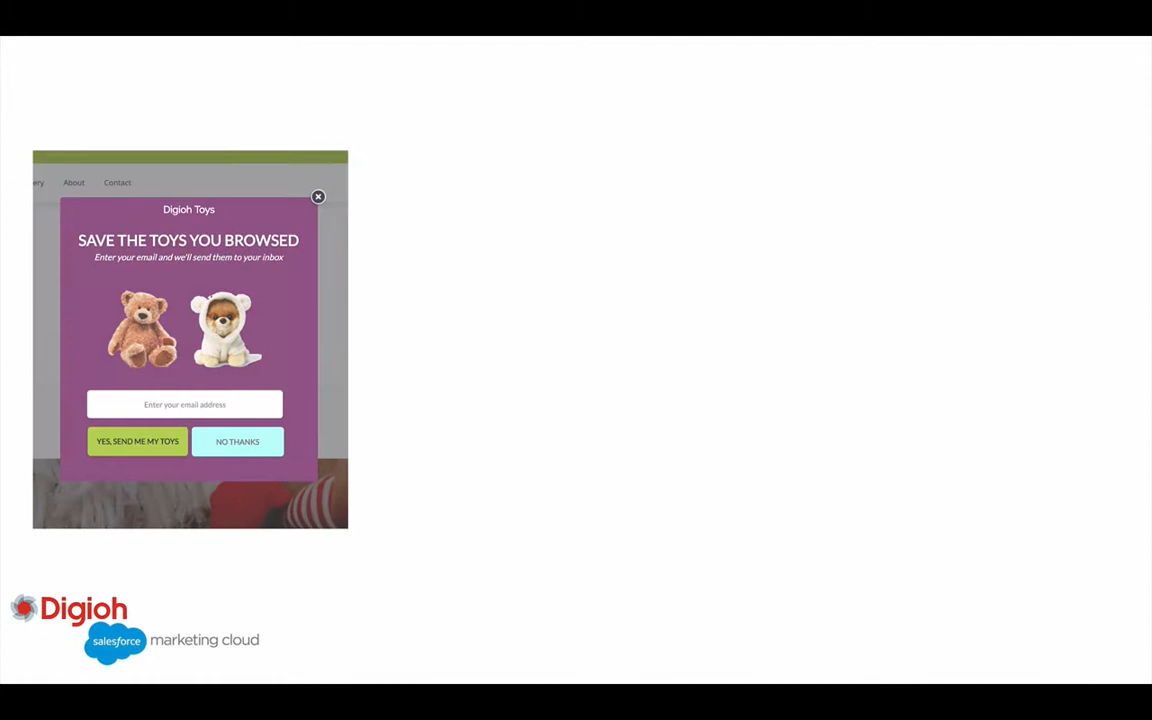 ery About Contact
Digioh Toys
SAVE THE TOYS YOU BROWSED
Enter your email and we'll send them to your inbox
Enter your email address
YES, SEND ME MY TOYS
NO THANKS
Digioh
salesforce marketing cloud